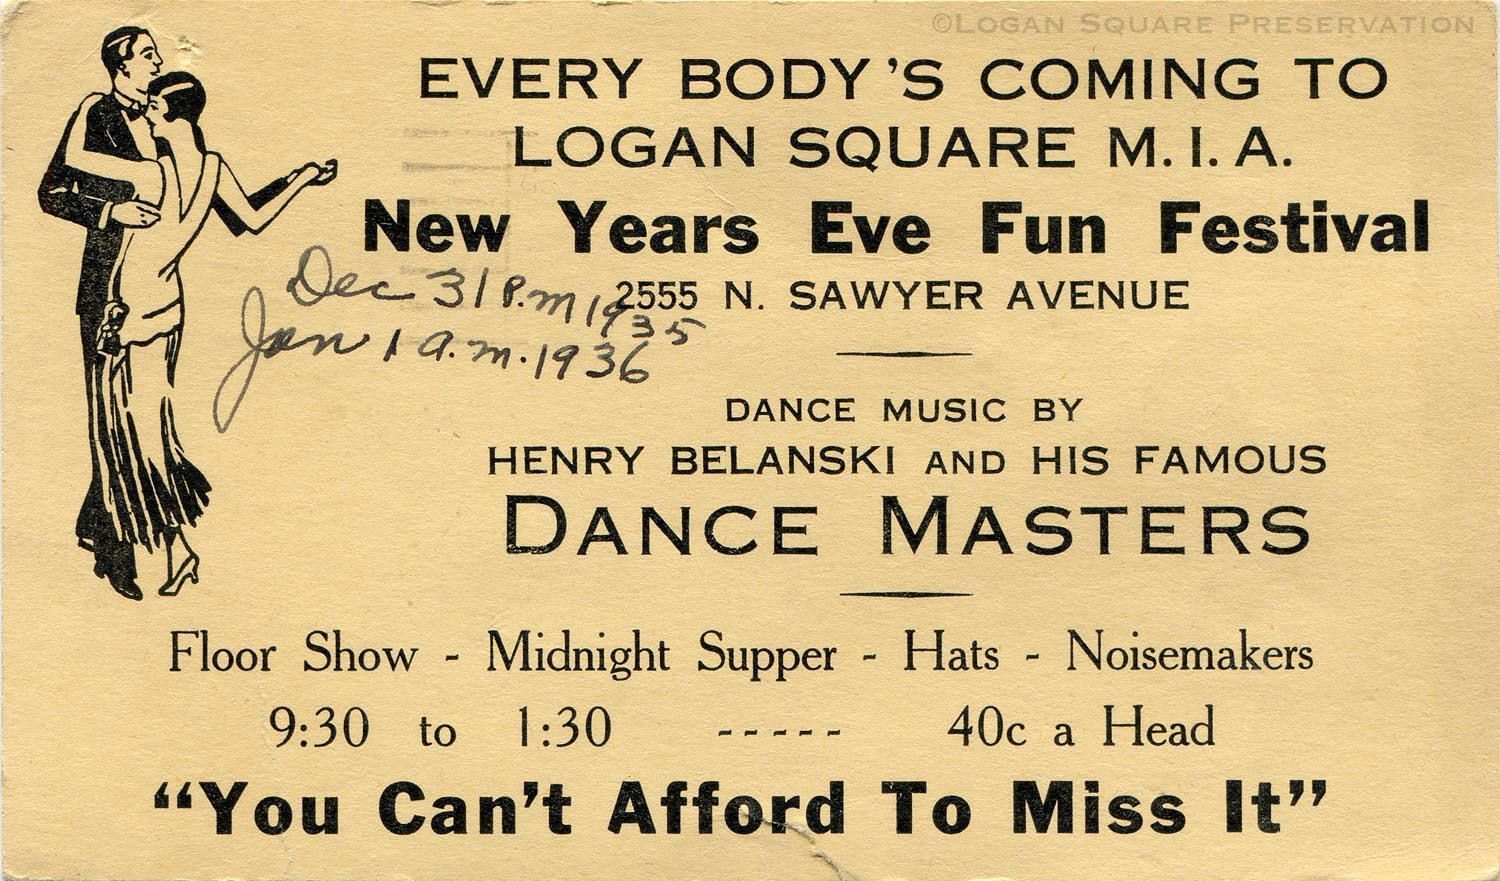 ©Logan Square Preservation
EVERY BODY'S COMING TO
LOGAN SQUARE M. I. A.
New Years Eve Fun Festival
2555 N. SAWYER AVENUE
Dec 31 P.m 1935
Jan 1 a.m. 1936
DANCE MUSIC BY
HENRY BELANSKI AND HIS FAMOUS
DANCE MASTERS
Floor Show - Midnight Supper - Hats - Noisemakers
9:30 to 1:30 ----- 40c a Head
"You Can't Afford To Miss It"